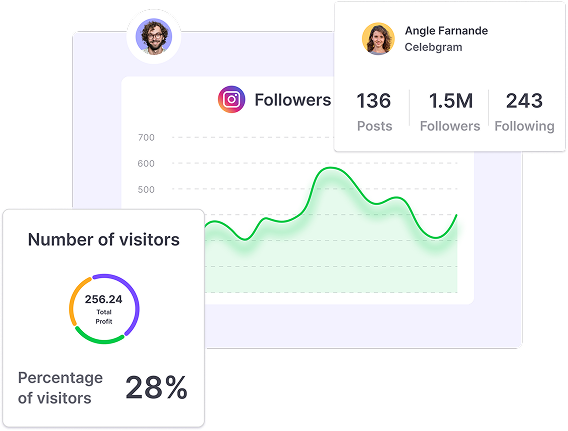 Angle Farnande
Celebgram
136
1.5M
243
Posts
Followers
Following
Followers
700
600
500
Number of visitors
256.24
Total
Profit
Percentage
of visitors
28%